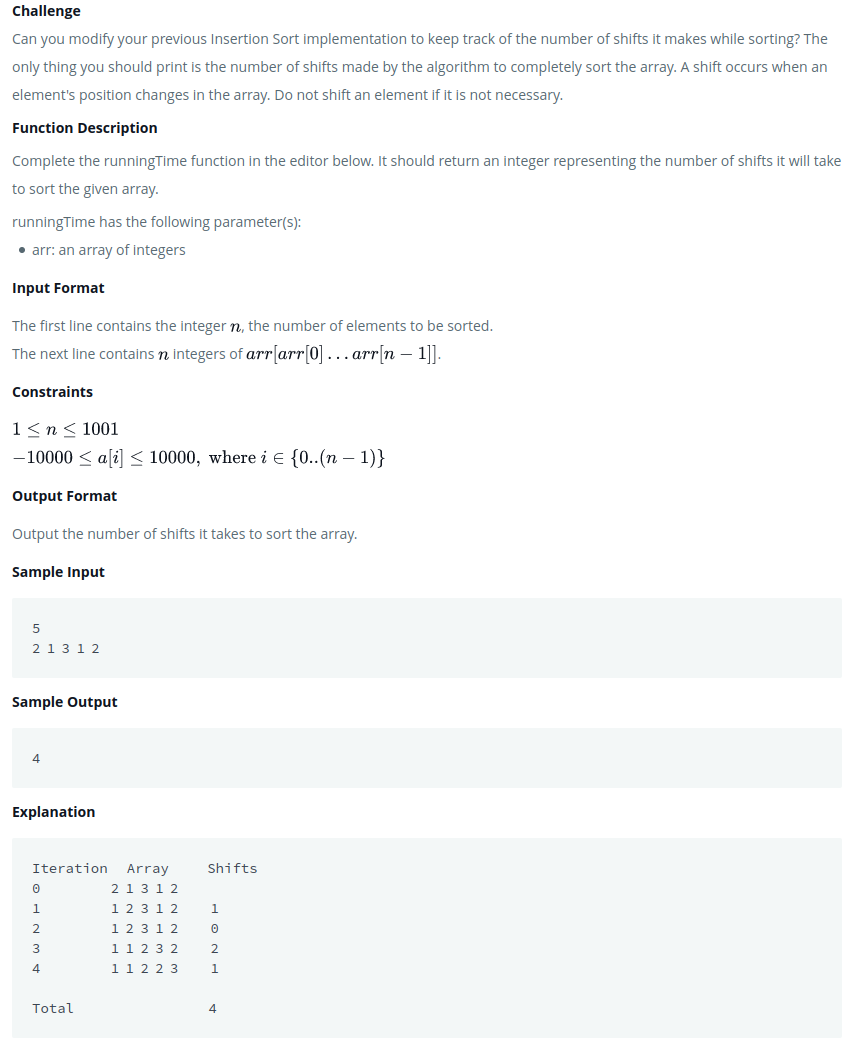 Challenge
Can you modify your previous Insertion Sort implementation to keep track of the number of shifts it makes while sorting? The
only thing you should print is the number of shifts made by the algorithm to completely sort the array. A shift occurs when an
element's position changes in the array. Do not shift an element if it is not necessary.
Function Description
Complete the runningTime function in the editor below. It should return an integer representing the number of shifts it will take
to sort the given array.
runningTime has the following parameter(s):
• arr: an array of integers
Input Format
The first line contains the integer n, the number of elements to be sorted.
The next line contains n integers of arr[arr[0] . . . arr[n − 1]].
Constraints
1 ≤ n ≤ 1001
−10000 ≤ a[i] ≤ 10000, where i ∈ {0..(n − 1)}
Output Format
Output the number of shifts it takes to sort the array.
Sample Input
5
2 1 3 1 2
Sample Output
4
Explanation
Iteration Array Shifts
0 2 1 3 1 2
1 1 2 3 1 2 1
2 1 2 3 1 2 0
3 1 1 2 3 2 2
4 1 1 2 2 3 1
Total 4